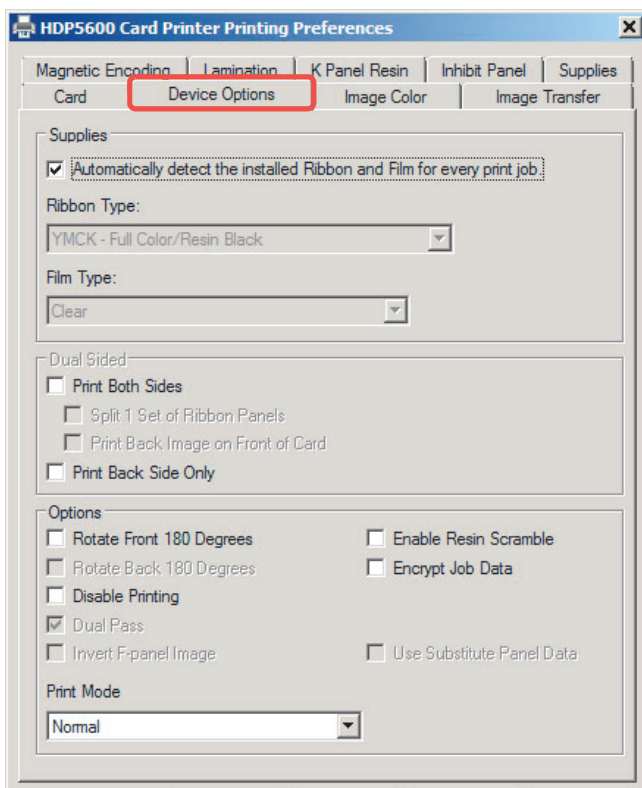 HDP5600 Card Printer Printing Preferences
Magnetic Encoding Lamination K Panel Resin Inhibit Panel Supplies
Card Device Options Image Color Image Transfer
Supplies
Automatically detect the installed Ribbon and Film for every print job.
Ribbon Type:
YMCK - Full Color/Resin Black
Film Type:
Clear
Dual Sided
Print Both Sides
Split 1 Set of Ribbon Panels
Print Back Image on Front of Card
Print Back Side Only
Options
Rotate Front 180 Degrees Enable Resin Scramble
Rotate Back 180 Degrees Encrypt Job Data
Disable Printing
Dual Pass
Invert F-panel Image Use Substitute Panel Data
Print Mode
Normal